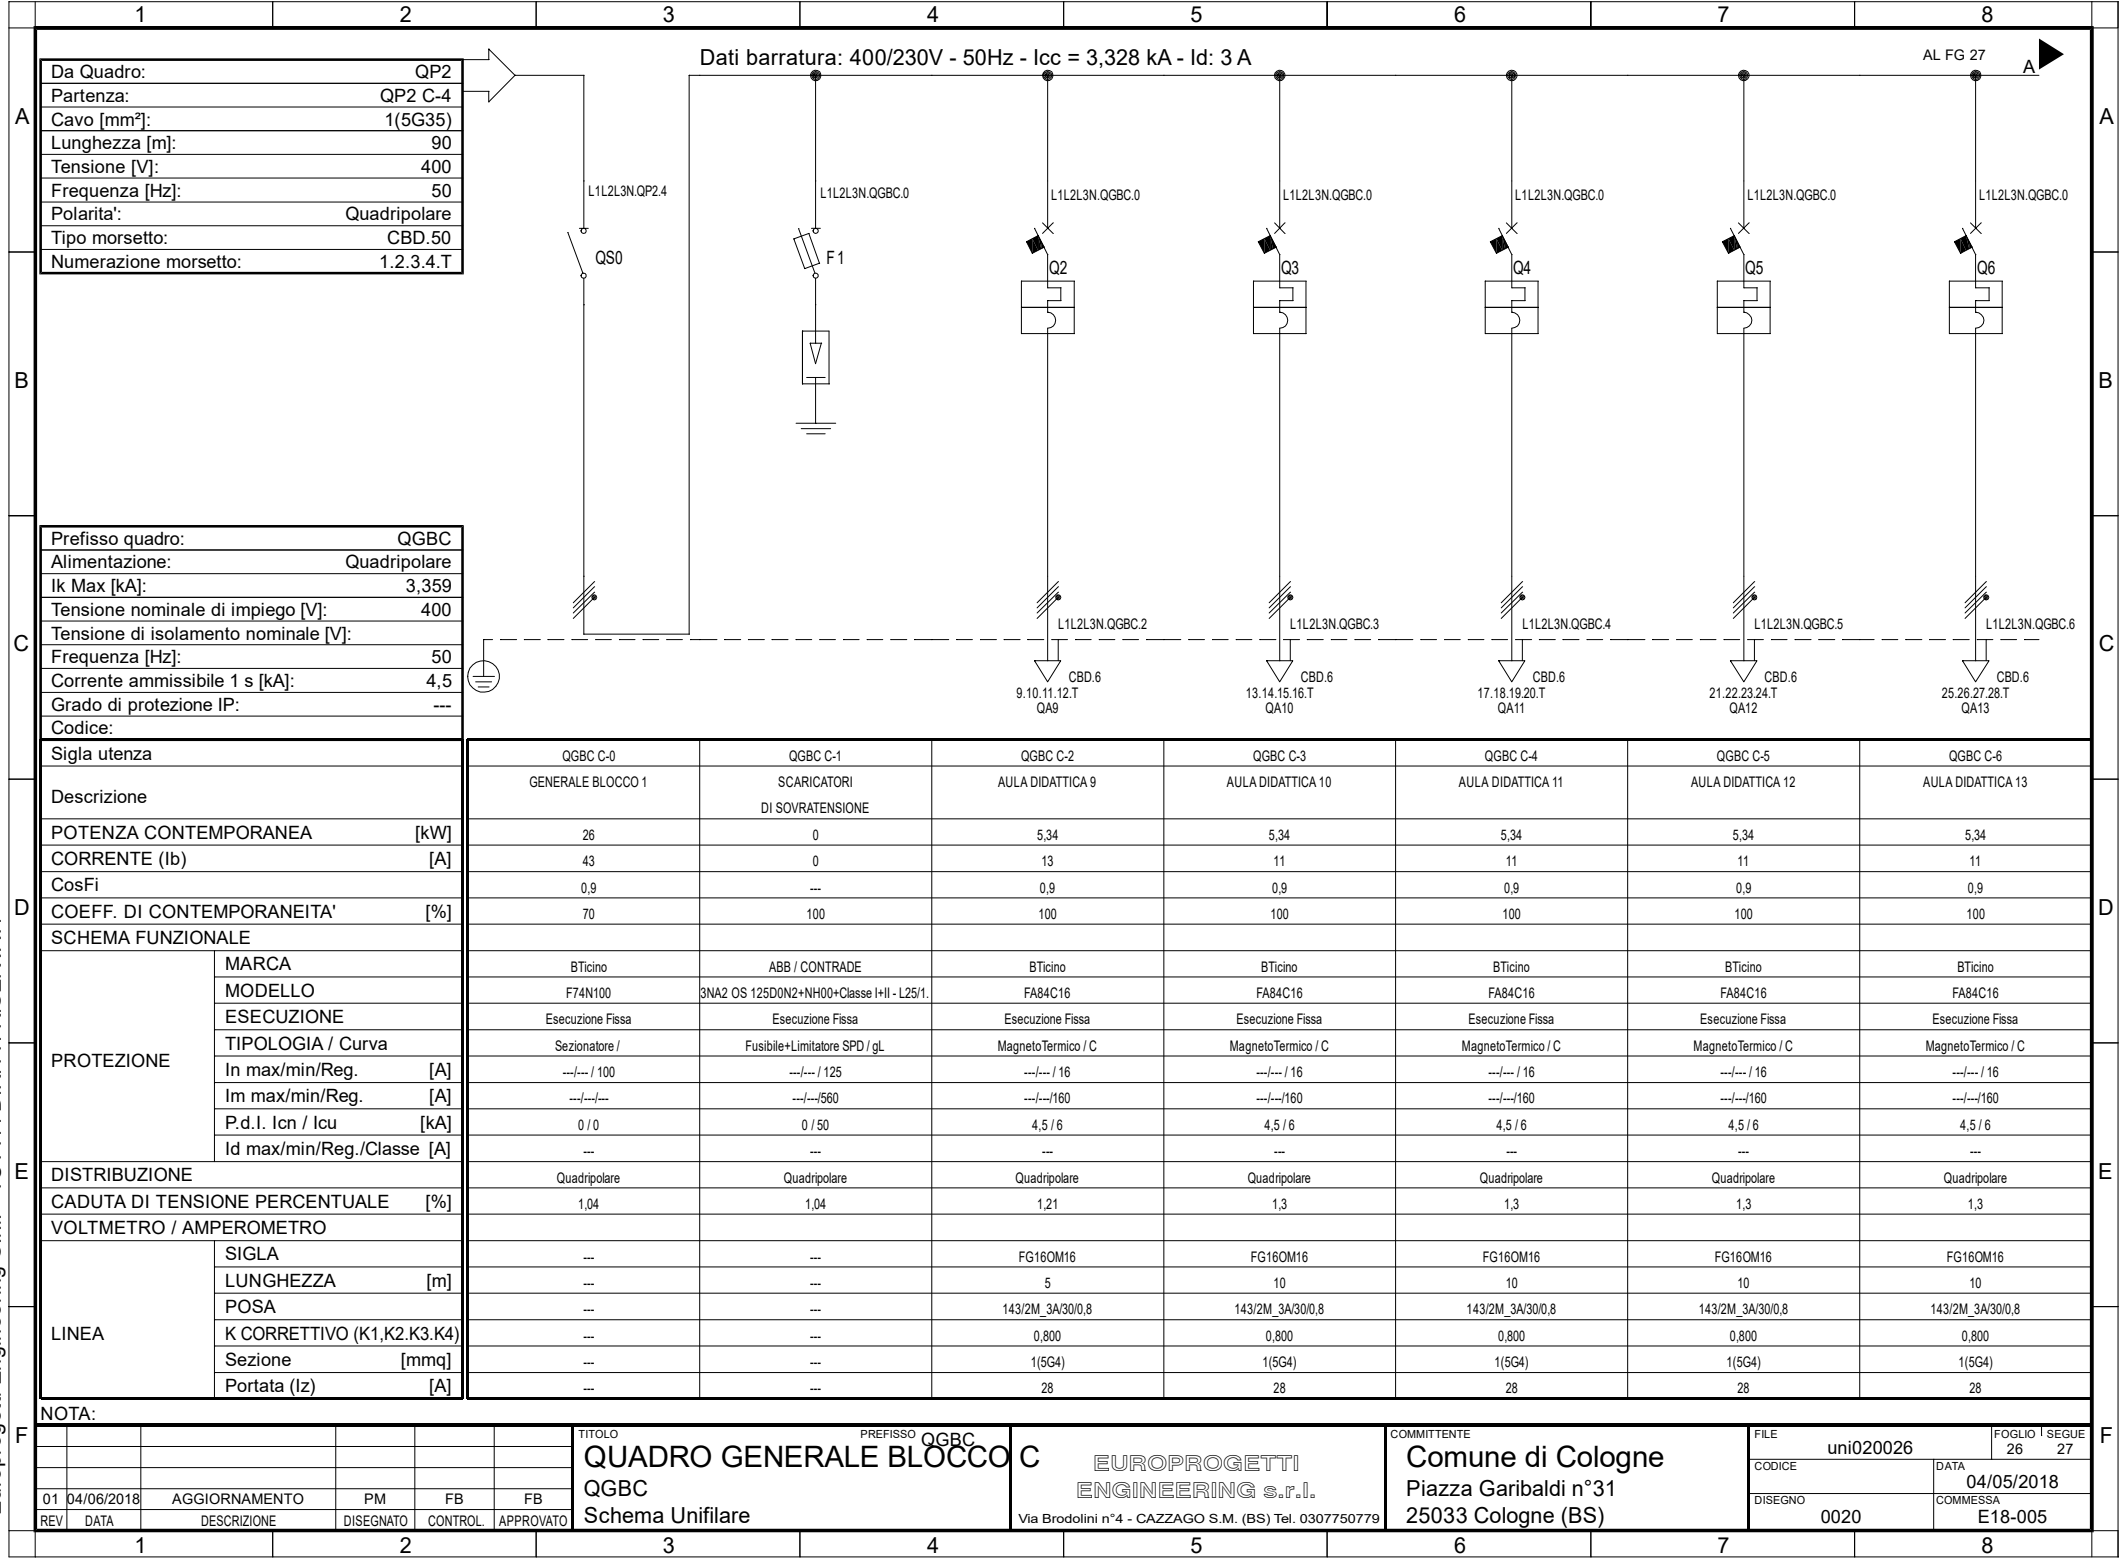 1 2 3 4 5 6 7 8
Dati barratura: 400/230V - 50Hz - Icc = 3,328 kA - Id: 3 A
AL FG 27
A
A
A
Da Quadro: QP2
Partenza: QP2 C-4
Cavo [mm²]: 1(5G35)
Lunghezza [m]: 90
Tensione [V]: 400
Frequenza [Hz]: 50
Polarita': Quadripolare
Tipo morsetto: CBD.50
Numerazione morsetto: 1.2.3.4.T
L1L2L3N.QP2.4 L1L2L3N.QGBC.0 L1L2L3N.QGBC.0 L1L2L3N.QGBC.0 L1L2L3N.QGBC.0 L1L2L3N.QGBC.0 L1L2L3N.QGBC.0
QS0 F1 Q2 Q3 Q4 Q5 Q6
B B
Prefisso quadro: QGBC
Alimentazione: Quadripolare
Ik Max [kA]: 3,359
Tensione nominale di impiego [V]: 400
Tensione di isolamento nominale [V]:
Frequenza [Hz]: 50
Corrente ammissibile 1 s [kA]: 4,5
Grado di protezione IP: ---
Codice:
C C
L1L2L3N.QGBC.2 L1L2L3N.QGBC.3 L1L2L3N.QGBC.4 L1L2L3N.QGBC.5 L1L2L3N.QGBC.6
CBD.6 CBD.6 CBD.6 CBD.6 CBD.6
9.10.11.12.T 13.14.15.16.T 17.18.19.20.T 21.22.23.24.T 25.26.27.28.T
QA9 QA10 QA11 QA12 QA13
Sigla utenza QGBC C-0 QGBC C-1 QGBC C-2 QGBC C-3 QGBC C-4 QGBC C-5 QGBC C-6
Descrizione GENERALE BLOCCO 1 SCARICATORI AULA DIDATTICA 9 AULA DIDATTICA 10 AULA DIDATTICA 11 AULA DIDATTICA 12 AULA DIDATTICA 13
DI SOVRATENSIONE
POTENZA CONTEMPORANEA [kW] 26 0 5,34 5,34 5,34 5,34 5,34
CORRENTE (Ib) [A] 43 0 13 11 11 11 11
CosFi 0,9 --- 0,9 0,9 0,9 0,9 0,9
D D
COEFF. DI CONTEMPORANEITA' [%] 70 100 100 100 100 100 100
SCHEMA FUNZIONALE
PROTEZIONE
MARCA BTicino ABB / CONTRADE BTicino BTicino BTicino BTicino BTicino
MODELLO F74N100 3NA2 OS 125D0N2+NH00+Classe I+II - L25/1. FA84C16 FA84C16 FA84C16 FA84C16 FA84C16
ESECUZIONE Esecuzione Fissa Esecuzione Fissa Esecuzione Fissa Esecuzione Fissa Esecuzione Fissa Esecuzione Fissa Esecuzione Fissa
TIPOLOGIA / Curva Sezionatore / Fusibile+Limitatore SPD / gL MagnetoTermico / C MagnetoTermico / C MagnetoTermico / C MagnetoTermico / C MagnetoTermico / C
In max/min/Reg. [A] ---/--- / 100 ---/--- / 125 ---/--- / 16 ---/--- / 16 ---/--- / 16 ---/--- / 16 ---/--- / 16
Im max/min/Reg. [A] ---/---/--- ---/---/560 ---/---/160 ---/---/160 ---/---/160 ---/---/160 ---/---/160
P.d.I. Icn / Icu [kA] 0 / 0 0 / 50 4,5 / 6 4,5 / 6 4,5 / 6 4,5 / 6 4,5 / 6
Id max/min/Reg./Classe [A] --- --- --- --- --- --- ---
E E
DISTRIBUZIONE Quadripolare Quadripolare Quadripolare Quadripolare Quadripolare Quadripolare Quadripolare
CADUTA DI TENSIONE PERCENTUALE [%] 1,04 1,04 1,21 1,3 1,3 1,3 1,3
VOLTMETRO / AMPEROMETRO
LINEA
SIGLA --- --- FG16OM16 FG16OM16 FG16OM16 FG16OM16 FG16OM16
LUNGHEZZA [m] --- --- 5 10 10 10 10
POSA --- --- 143/2M_3A/30/0,8 143/2M_3A/30/0,8 143/2M_3A/30/0,8 143/2M_3A/30/0,8 143/2M_3A/30/0,8
K CORRETTIVO (K1,K2.K3.K4) --- --- 0,800 0,800 0,800 0,800 0,800
Sezione [mmq] --- --- 1(5G4) 1(5G4) 1(5G4) 1(5G4) 1(5G4)
Portata (Iz) [A] --- --- 28 28 28 28 28
NOTA:
F F
01 04/06/2018 AGGIORNAMENTO PM FB FB
REV DATA DESCRIZIONE DISEGNATO CONTROL. APPROVATO
TITOLO PREFISSO QGBC
QUADRO GENERALE BLOCCO C
QGBC
Schema Unifilare
EUROPROGETTI
ENGINEERING s.r.l.
Via Brodolini n°4 - CAZZAGO S.M. (BS) Tel. 0307750779
COMMITTENTE
Comune di Cologne
Piazza Garibaldi n°31
25033 Cologne (BS)
FILE uni020026
FOGLIO 26 SEGUE 27
CODICE
DATA 04/05/2018
DISEGNO 0020
COMMESSA E18-005
1 2 3 4 5 6 7 8